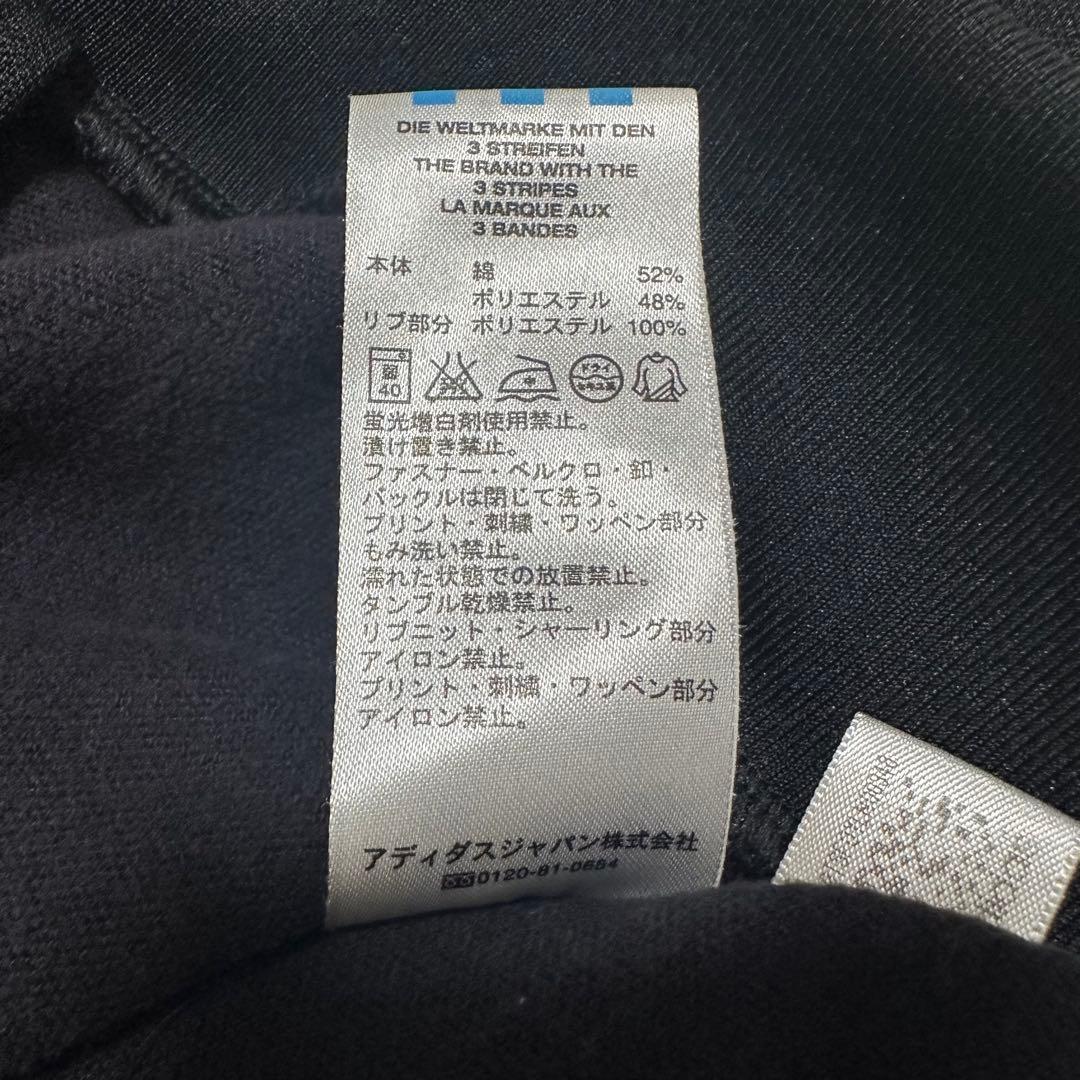 DIE WELTMARKE MIT DEN
3 STREIFEN
THE BRAND WITH THE
3 STRIPES
LA MARQUE AUX
3 BANDES
本体 綿 52%
ポリエステル 48%
リブ部分 ポリエステル 100%
40 ドライ
蛍光増白剤使用禁止。
漬け置き禁止。
ファスナー・ベルクロ・釦・
バックルは閉じて洗う。
プリント・刺繍・ワッペン部分
もみ洗い禁止。
濡れた状態での放置禁止。
タンブル乾燥禁止。
リブニット・シャーリング部分
アイロン禁止。
プリント・刺繍・ワッペン部分
アイロン禁止。
アディダスジャパン株式会社
0120-81-0654